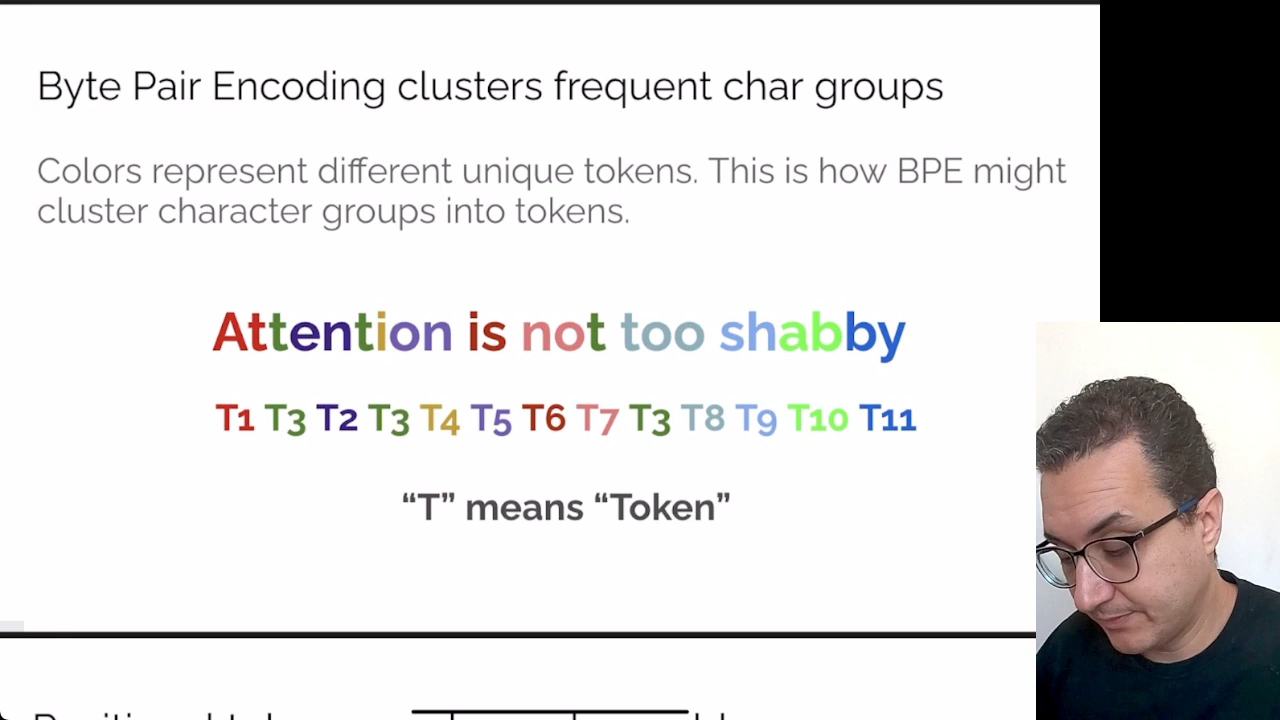 Byte Pair Encoding clusters frequent char groups
Colors represent different unique tokens. This is how BPE might
cluster character groups into tokens.
Attention is not too shabby
T1 T3 T2 T3 T4 T5 T6 T7 T3 T8 T9 T10 T11
“T” means “Token”